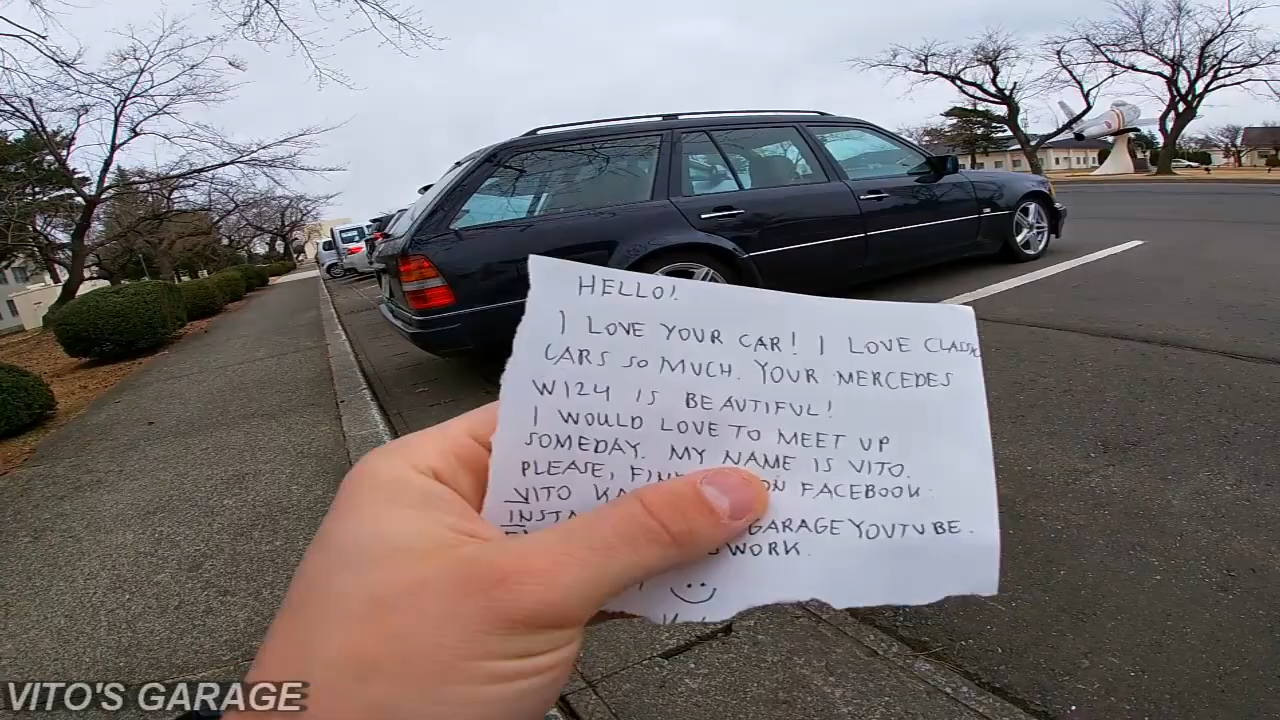 HELLO!
I LOVE YOUR CAR! I LOVE CLASSIC
CARS SO MUCH. YOUR MERCEDES
W124 IS BEAUTIFUL!
I WOULD LOVE TO MEET UP
SOMEDAY. MY NAME IS VITO.
PLEASE, ON FACEBOOK
VITO
GARAGE YOUTUBE.
WORK.
VITO'S GARAGE